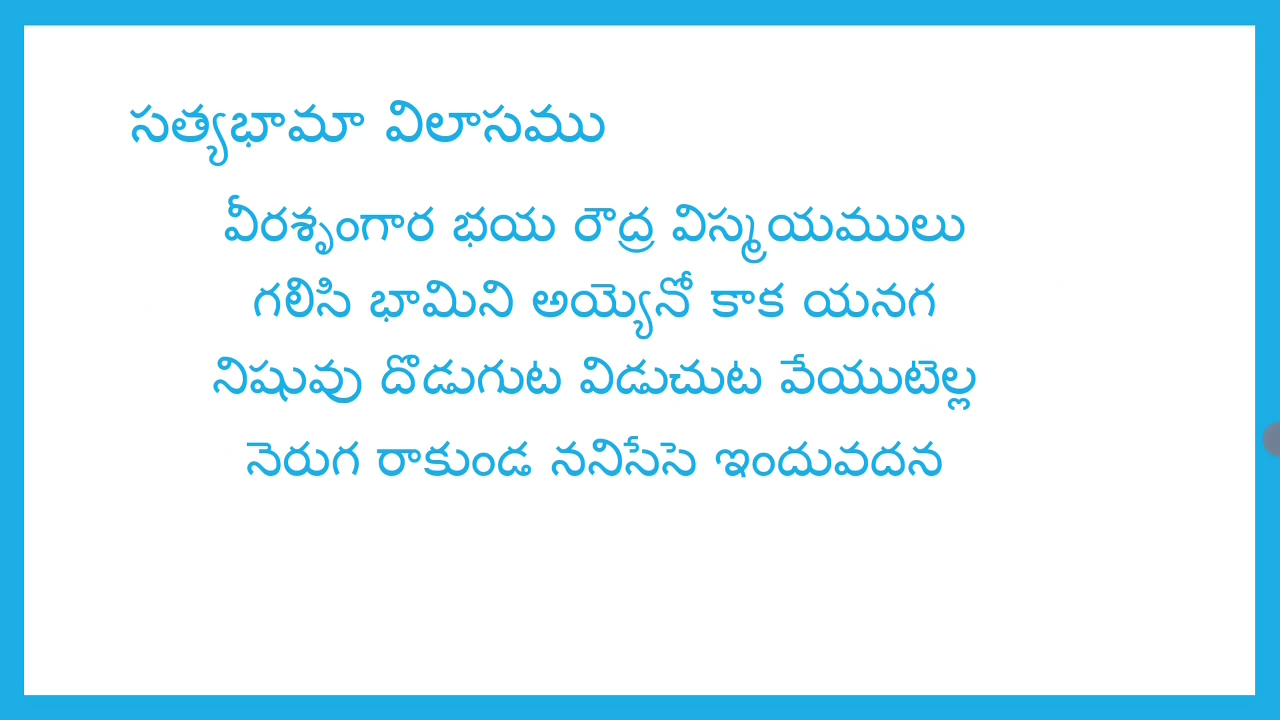 సత్యభామా విలాసము
వీరశృంగార భయ రౌద్ర విస్మయములు
గలిసి భామిని అయ్యెనో కాక యనగ
నిషువు దొడుగుట విడుచుట వేయుటెల్ల
నెరుగ రాకుండ ననిసేసె ఇందువదన